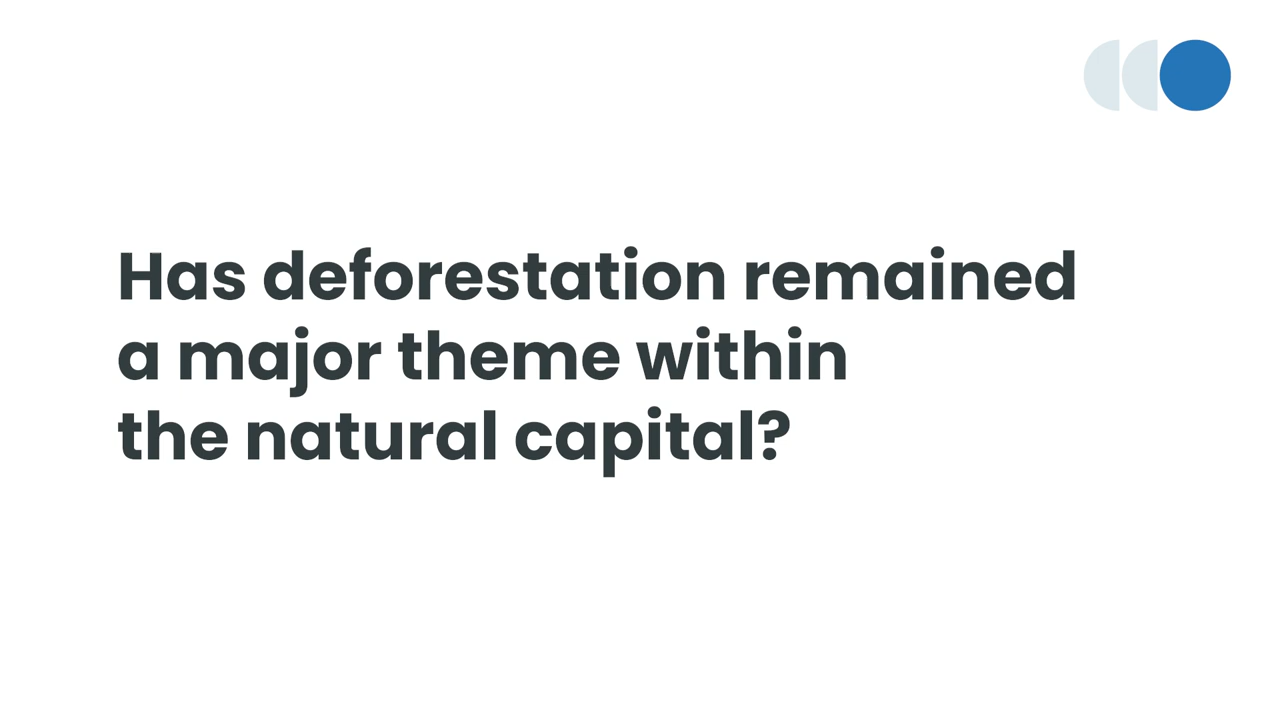 Has deforestation remained
a major theme within
the natural capital?